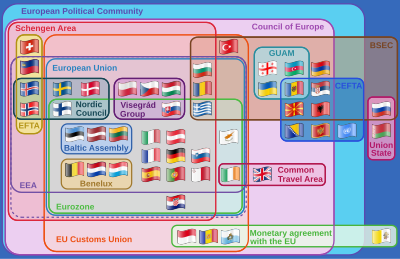 European Political Community
Schengen Area
Council of Europe
BSEC
GUAM
European Union
CEFTA
Nordic
Council
Visegrád
Group
EFTA
Baltic Assembly
Union
State
Benelux
Common
Travel Area
EEA
Eurozone
EU Customs Union
Monetary agreement
with the EU